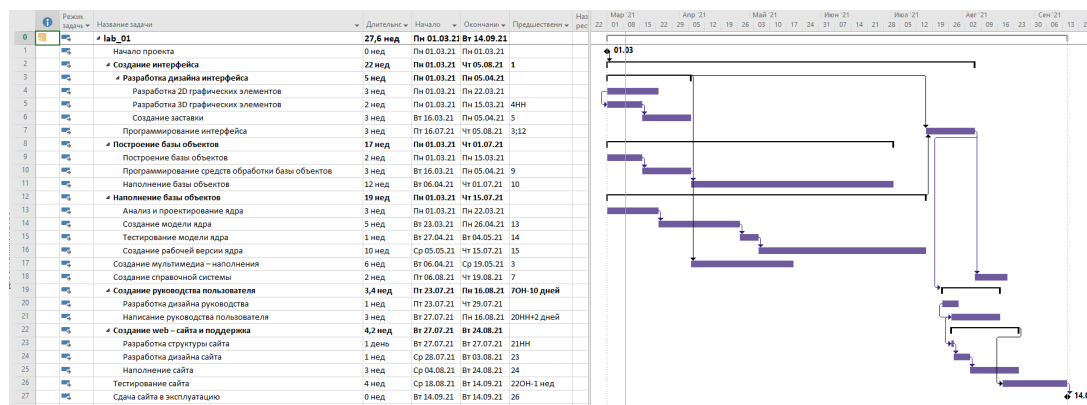 Режим задачи Название задачи Длительнс Начало Окончани Предшественн Наз рес
Мар '21 Апр '21 Май '21 Июн '21 Июл '21 Авг '21 Сен '21
22 01 08 15 22 29 05 12 19 26 03 10 17 24 31 07 14 21 28 05 12 19 26 02 09 16 23 30 06 13
0 lab_01 27,6 нед Пн 01.03.21 Вт 14.09.21
1 Начало проекта 0 нед Пн 01.03.21 Пн 01.03.21 01.03
2 Создание интерфейса 22 нед Пн 01.03.21 Чт 05.08.21 1
3 Разработка дизайна интерфейса 5 нед Пн 01.03.21 Пн 05.04.21
4 Разработка 2D графических элементов 3 нед Пн 01.03.21 Пн 22.03.21
5 Разработка 3D графических элементов 2 нед Пн 01.03.21 Пн 15.03.21 4НН
6 Создание заставки 3 нед Вт 16.03.21 Пн 05.04.21 5
7 Программирование интерфейса 3 нед Пт 16.07.21 Чт 05.08.21 3;12
8 Построение базы объектов 17 нед Пн 01.03.21 Чт 01.07.21
9 Построение базы объектов 2 нед Пн 01.03.21 Пн 15.03.21
10 Программирование средств обработки базы объектов 3 нед Вт 16.03.21 Пн 05.04.21 9
11 Наполнение базы объектов 12 нед Вт 06.04.21 Чт 01.07.21 10
12 Наполнение базы объектов 19 нед Пн 01.03.21 Чт 15.07.21
13 Анализ и проектирование ядра 3 нед Пн 01.03.21 Пн 22.03.21
14 Создание модели ядра 5 нед Вт 23.03.21 Пн 26.04.21 13
15 Тестирование модели ядра 1 нед Вт 27.04.21 Вт 04.05.21 14
16 Создание рабочей версии ядра 10 нед Ср 05.05.21 Чт 15.07.21 15
17 Создание мультимедиа – наполнения 6 нед Вт 06.04.21 Ср 19.05.21 3
18 Создание справочной системы 2 нед Пт 06.08.21 Чт 19.08.21 7
19 Создание руководства пользователя 3,4 нед Пт 23.07.21 Пн 16.08.21 7ОН-10 дней
20 Разработка дизайна руководства 1 нед Пт 23.07.21 Чт 29.07.21
21 Написание руководства пользователя 3 нед Вт 27.07.21 Пн 16.08.21 20НН+2 дней
22 Создание web – сайта и поддержка 4,2 нед Вт 27.07.21 Вт 24.08.21
23 Разработка структуры сайта 1 день Вт 27.07.21 Вт 27.07.21 21НН
24 Разработка дизайна сайта 1 нед Ср 28.07.21 Вт 03.08.21 23
25 Наполнение сайта 3 нед Ср 04.08.21 Вт 24.08.21 24
26 Тестирование сайта 4 нед Ср 18.08.21 Вт 14.09.21 22ОН-1 нед
27 Сдача сайта в эксплуатацию 0 нед Вт 14.09.21 Вт 14.09.21 26